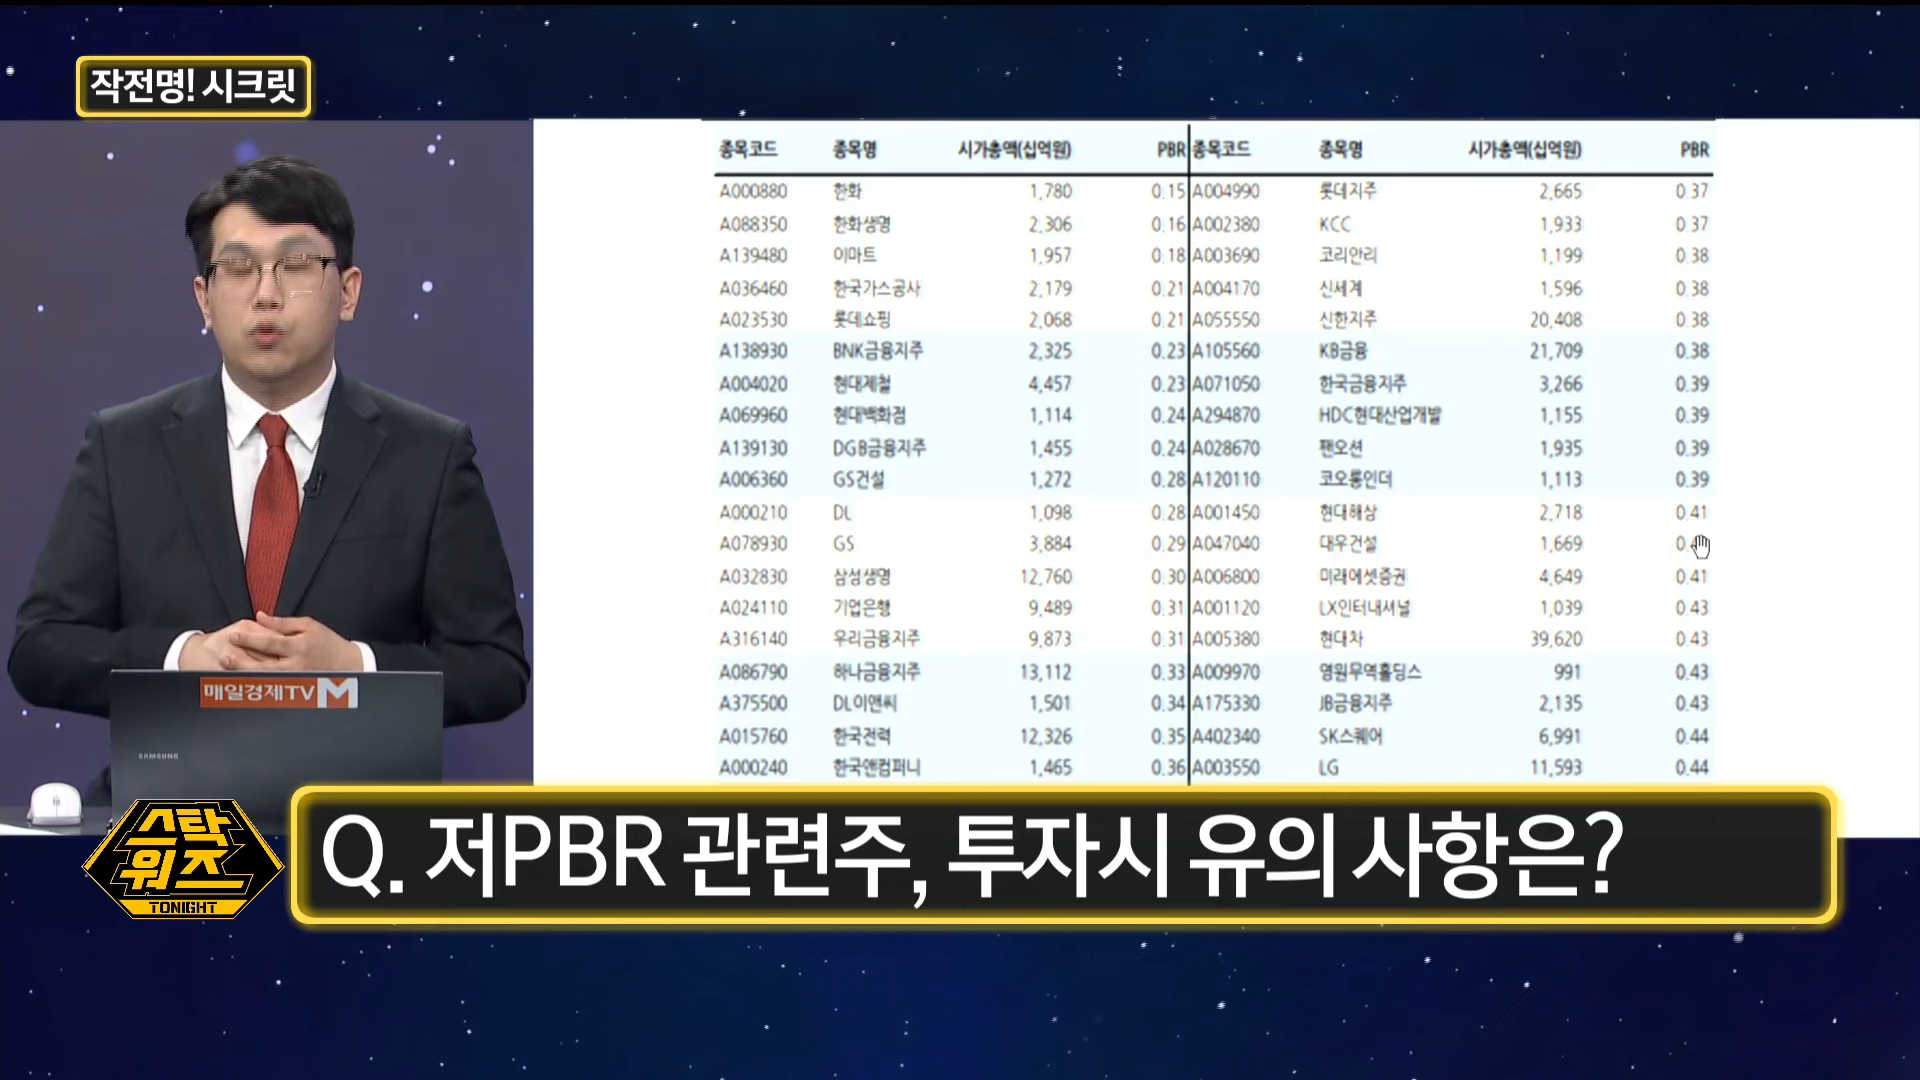 작전명! 시크릿
종목코드 종목명 시가총액(십억원) PBR 종목코드 종목명 시가총액(십억원) PBR
A000880 한화 1,780 0.15 A004990 롯데지주 2,665 0.37
A088350 한화생명 2,306 0.16 A002380 KCC 1,933 0.37
A139480 이마트 1,957 0.18 A003690 코리안리 1,199 0.38
A036460 한국가스공사 2,179 0.21 A004170 신세계 1,596 0.38
A023530 롯데쇼핑 2,068 0.21 A055550 신한지주 20,408 0.38
A138930 BNK금융지주 2,325 0.23 A105560 KB금융 21,709 0.38
A004020 현대제철 4,457 0.23 A071050 한국금융지주 3,266 0.39
A069960 현대백화점 1,114 0.24 A294870 HDC현대산업개발 1,155 0.39
A139130 DGB금융지주 1,455 0.24 A028670 팬오션 1,935 0.39
A006360 GS건설 1,272 0.28 A120110 코오롱인더 1,113 0.39
A000210 DL 1,098 0.28 A001450 현대해상 2,718 0.41
A078930 GS 3,884 0.29 A047040 대우건설 1,669
A032830 삼성생명 12,760 0.30 A006800 미래에셋증권 4,649 0.41
A024110 기업은행 9,489 0.31 A001120 LX인터내셔널 1,039 0.43
A316140 우리금융지주 9,873 0.31 A005380 현대차 39,620 0.43
A086790 하나금융지주 13,112 0.33 A009970 영원무역홀딩스 991 0.43
A375500 DL이앤씨 1,501 0.34 A175330 JB금융지주 2,135 0.43
A015760 한국전력 12,326 0.35 A402340 SK스퀘어 6,991 0.44
A000240 한국앤컴퍼니 1,465 0.36 A003550 LG 11,593 0.44
매일경제TV M
SAMSUNG
스탁
워즈
TONIGHT
Q. 저PBR 관련주, 투자시 유의 사항은?